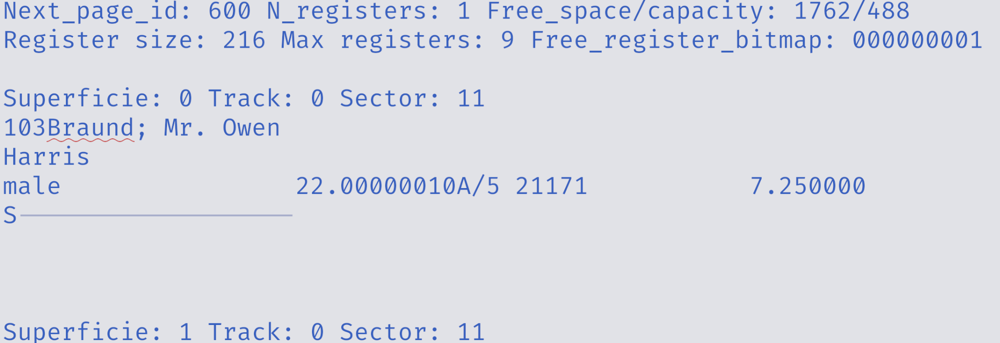 Next_page_id: 600 N_registers: 1 Free_space/capacity: 1762/488
Register size: 216 Max registers: 9 Free_register_bitmap: 000000001
Superficie: 0 Track: 0 Sector: 11
103Braund; Mr. Owen
Harris
male                22.00000010A/5 21171           7.250000
S
Superficie: 1 Track: 0 Sector: 11